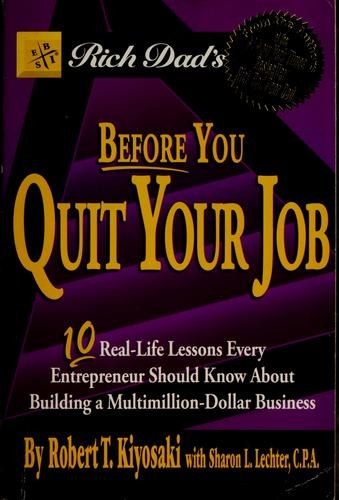 E B
S I
Rich Dad's
BEFORE YOU
QUIT YOUR JOB
10 Real-Life Lessons Every
Entrepreneur Should Know About
Building a Multimillion-Dollar Business
By Robert T. Kiyosaki with Sharon L. Lechter, C.P.A.